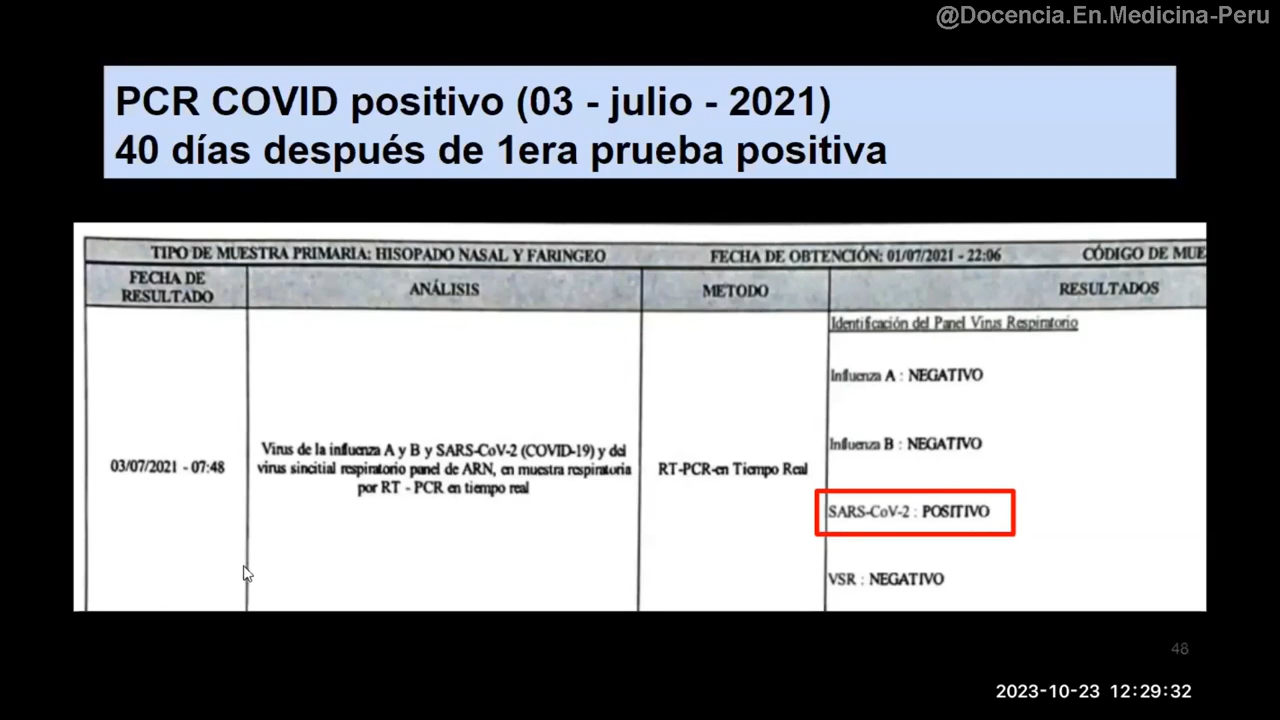 @Docencia.En.Medicina-Peru
PCR COVID positivo (03 - julio - 2021)
40 días después de 1era prueba positiva
TIPO DE MUESTRA PRIMARIA: HISOPADO NASAL Y FARINGEO
FECHA DE OBTENCIÓN: 01/07/2021 - 22:06
CÓDIGO DE MUE
FECHA DE
RESULTADO
ANÁLISIS
METODO
RESULTADOS
03/07/2021 - 07:48
Virus de la influenza A y B y SARS-CoV-2 (COVID-19) y del
virus sincitial respiratorio panel de ARN, en muestra respiratoria
por RT - PCR en tiempo real
RT-PCR-en Tiempo Real
Identificación del Panel Virus Respiratorio
Influenza A : NEGATIVO
Influenza B : NEGATIVO
SARS-CoV-2 : POSITIVO
VSR : NEGATIVO
48
2023-10-23 12:29:32